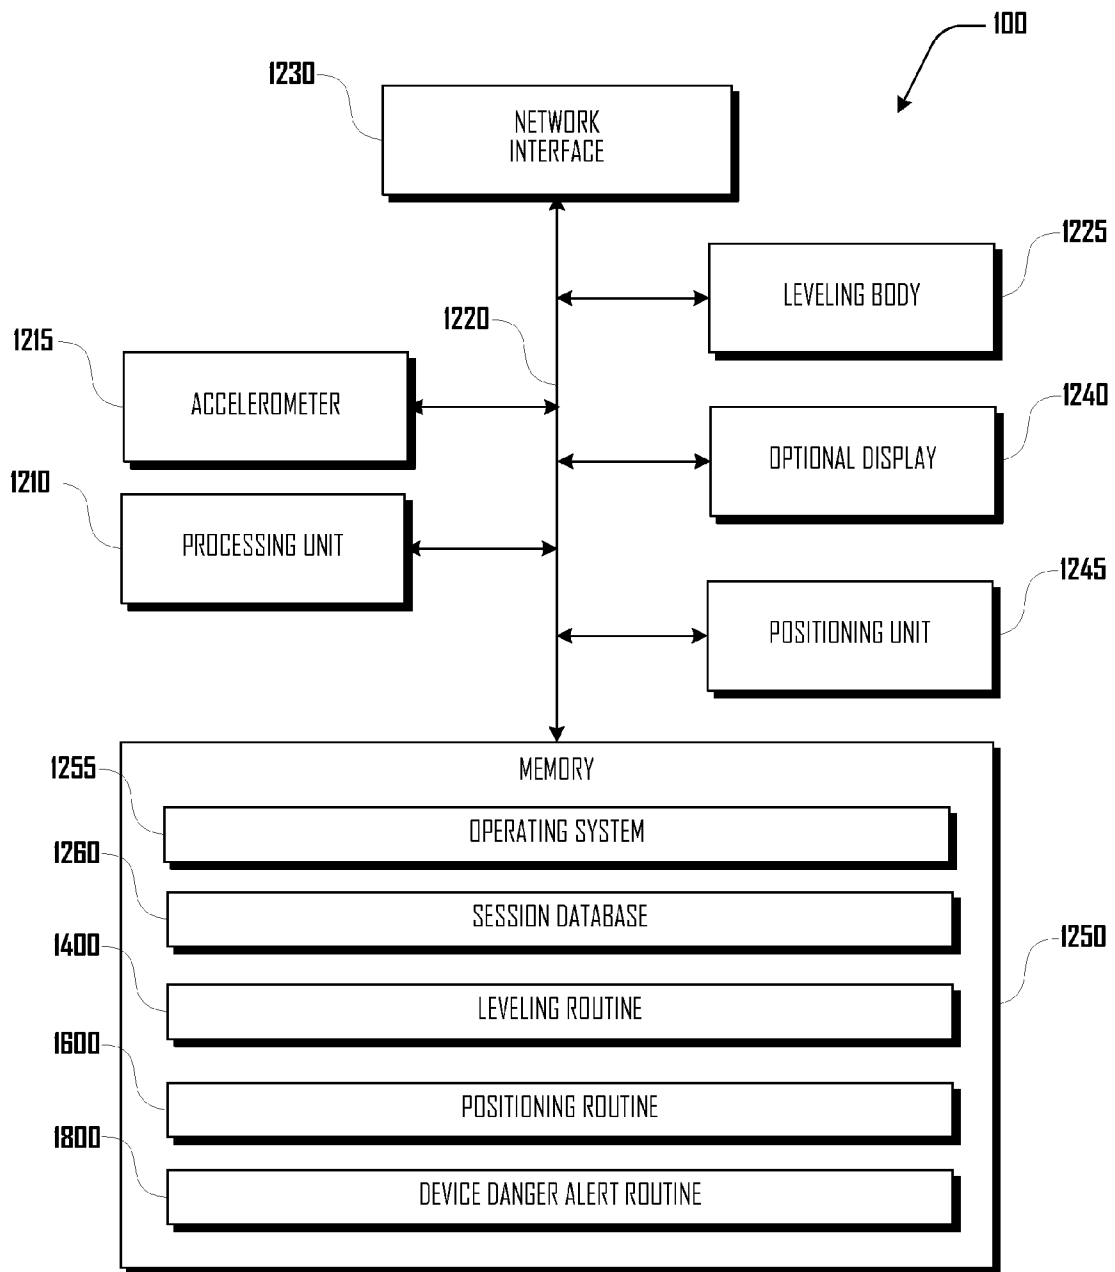 100
1230
NETWORK
INTERFACE
1225
LEVELING BODY
1220
1215
ACCELEROMETER
1240
OPTIONAL DISPLAY
1210
PROCESSING UNIT
1245
POSITIONING UNIT
MEMORY
1255
OPERATING SYSTEM
1260
SESSION DATABASE
1400
1250
LEVELING ROUTINE
1600
POSITIONING ROUTINE
1800
DEVICE DANGER ALERT ROUTINE